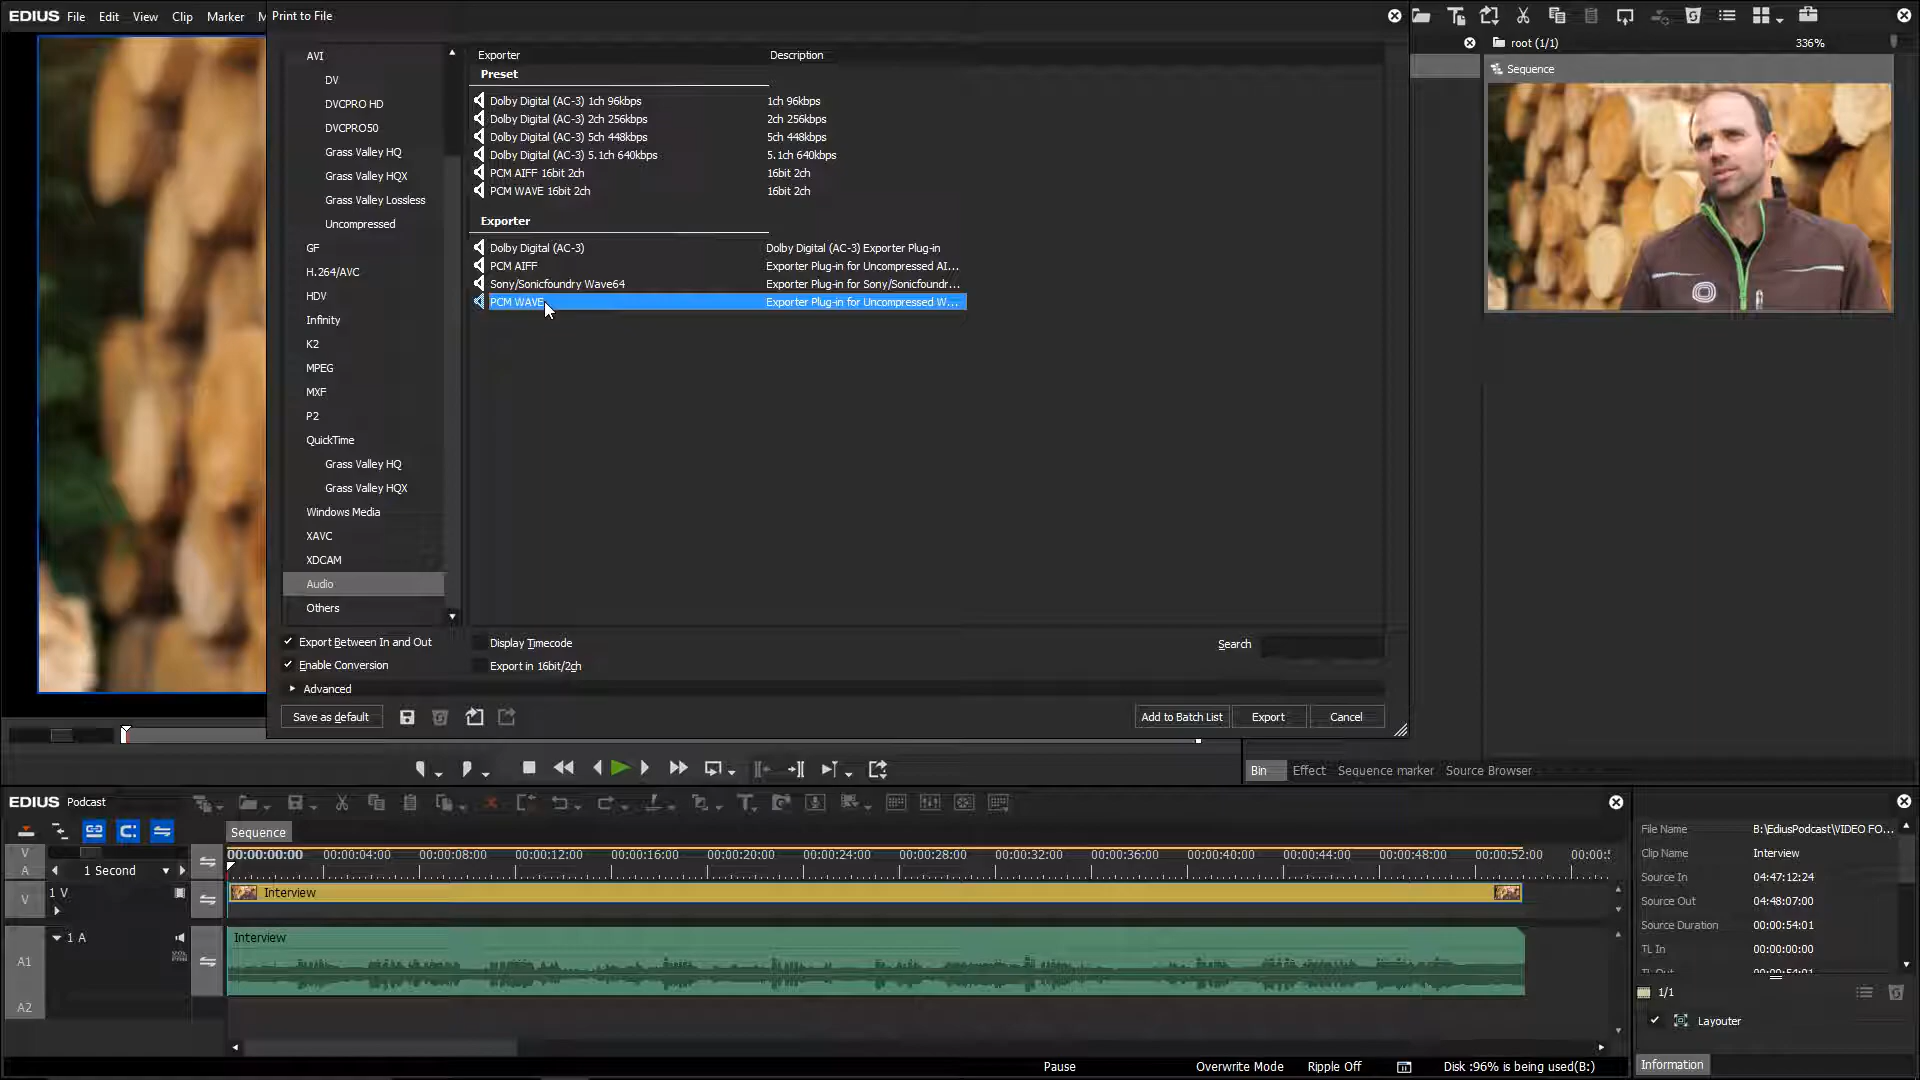 EDIUS File Edit View Clip Marker M Print to File
root (1/1) 336%
Sequence
AVI
DV
DVCPRO HD
DVCPRO50
Grass Valley HQ
Grass Valley HQX
Grass Valley Lossless
Uncompressed
GF
H.264/AVC
HDV
Infinity
K2
MPEG
MXF
P2
QuickTime
Grass Valley HQ
Grass Valley HQX
Windows Media
XAVC
XDCAM
Audio
Others
Exporter Description
Preset
Dolby Digital (AC-3) 1ch 96kbps 1ch 96kbps
Dolby Digital (AC-3) 2ch 256kbps 2ch 256kbps
Dolby Digital (AC-3) 5ch 448kbps 5ch 448kbps
Dolby Digital (AC-3) 5.1ch 640kbps 5.1ch 640kbps
PCM AIFF 16bit 2ch 16bit 2ch
PCM WAVE 16bit 2ch 16bit 2ch
Exporter
Dolby Digital (AC-3) Dolby Digital (AC-3) Exporter Plug-in
PCM AIFF Exporter Plug-in for Uncompressed AI...
Sony/Sonicfoundry Wave64 Exporter Plug-in for Sony/Sonicfoundr...
PCM WAVE Exporter Plug-in for Uncompressed W...
Export Between In and Out Display Timecode Search
Enable Conversion Export in 16bit/2ch
Advanced
Save as default Add to Batch List Export Cancel
Bin Effect Sequence marker Source Browser
EDIUS Podcast
Sequence
00:00:00:00 00:00:04:00 00:00:08:00 00:00:12:00 00:00:16:00 00:00:20:00 00:00:24:00 00:00:28:00 00:00:32:00 00:00:36:00 00:00:40:00 00:00:44:00 00:00:48:00 00:00:52:00 00:00:5
V
A
1 Second
1 V
V
Interview
1 A
VOL
PAN
A1
A2
Interview
File Name B:\EdiusPodcast\VIDEO FO...
Clip Name Interview
Source In 04:47:12:24
Source Out 04:48:07:00
Source Duration 00:00:54:01
TL In 00:00:00:00
TL Out 00:00:54:01
1/1
Layouter
Information
Pause Overwrite Mode Ripple Off Disk :96% is being used(B:)